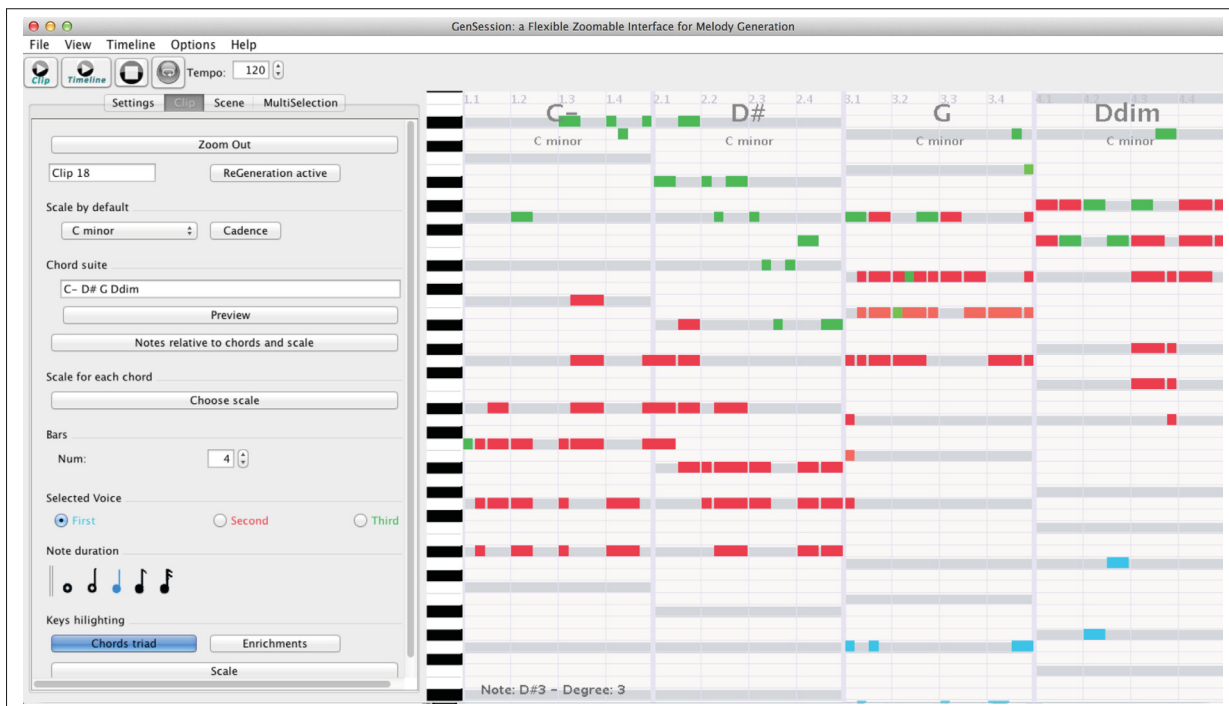 GenSession: a Flexible Zoomable Interface for Melody Generation
File View Timeline Options Help
Clip Timeline Tempo: 120
Settings Clip Scene MultiSelection
Zoom Out
Clip 18 ReGeneration active
Scale by default
C minor Cadence
Chord suite
C- D# G Ddim
Preview
Notes relative to chords and scale
Scale for each chord
Choose scale
Bars
Num: 4
Selected Voice
First Second Third
Note duration
Keys hilighting
Chords triad Enrichments
Scale
1.1 1.2 1.3 1.4 2.1 2.2 2.3 2.4 3.1 3.2 3.3 3.4 4.1 4.2 4.3 4.4
C- D# G Ddim
C minor C minor C minor C minor
Note: D#3 - Degree: 3